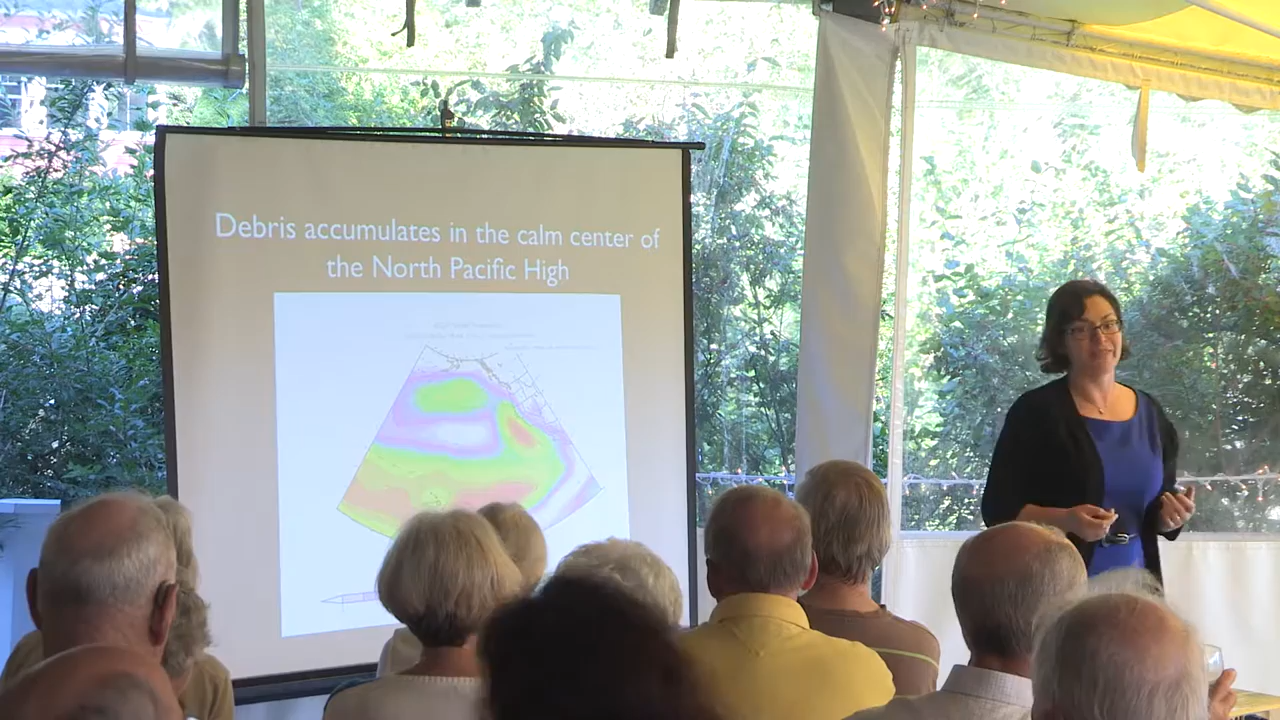 Debris accumulates in the calm center of
the North Pacific High